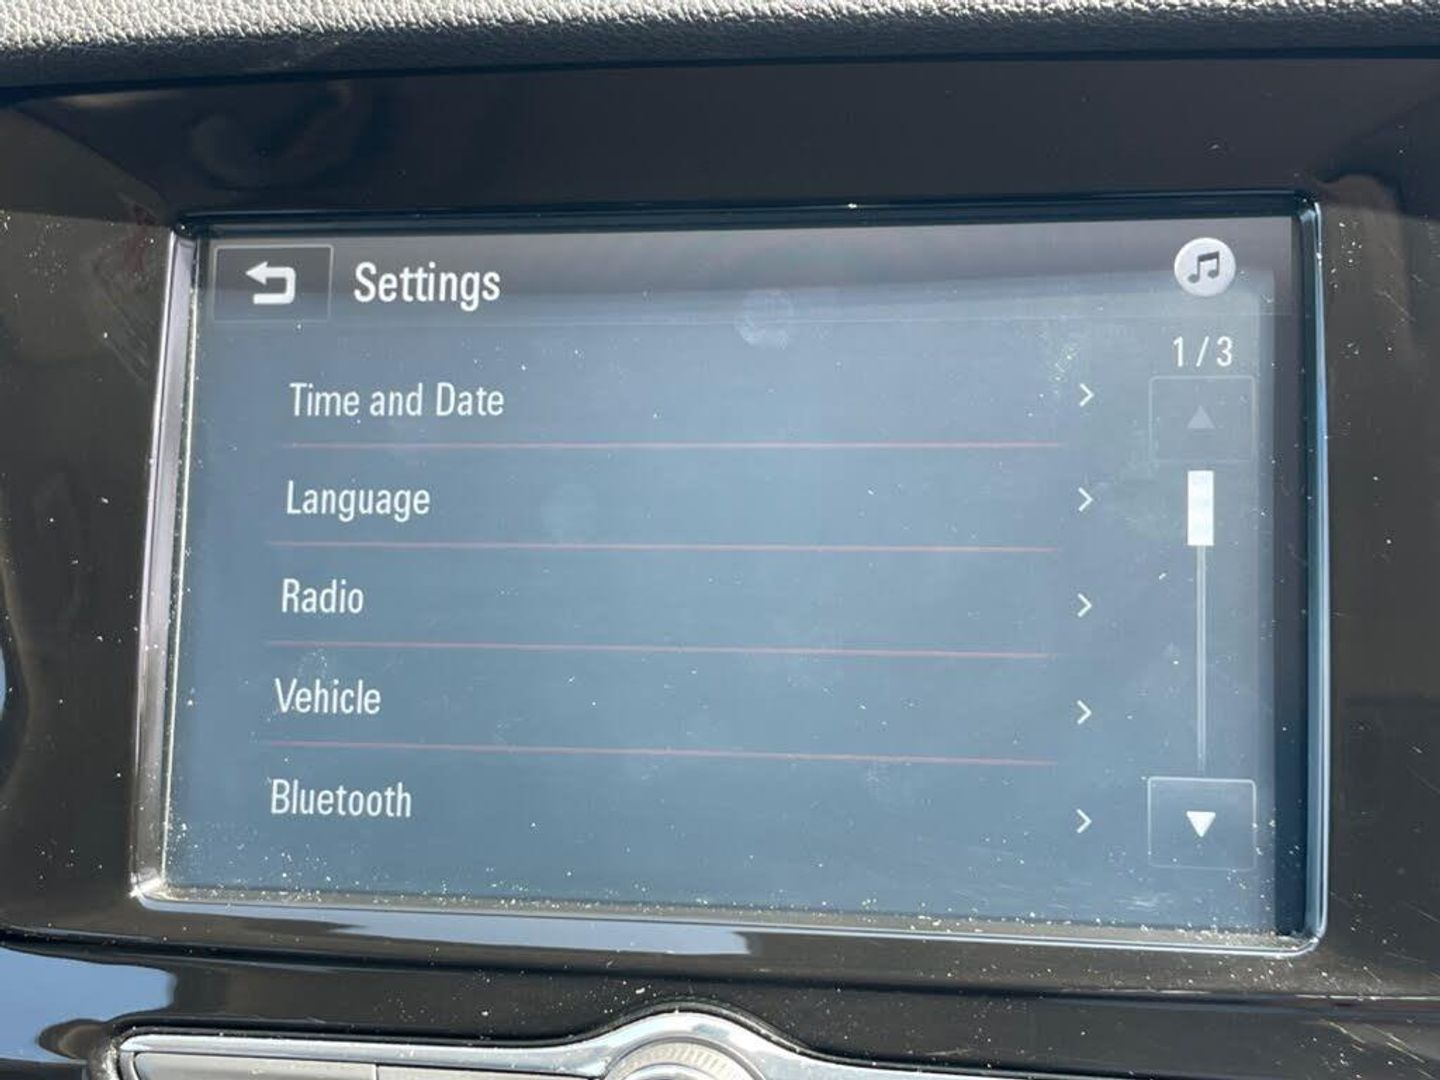 Settings
1 / 3
Time and Date
Language
Radio
Vehicle
Bluetooth